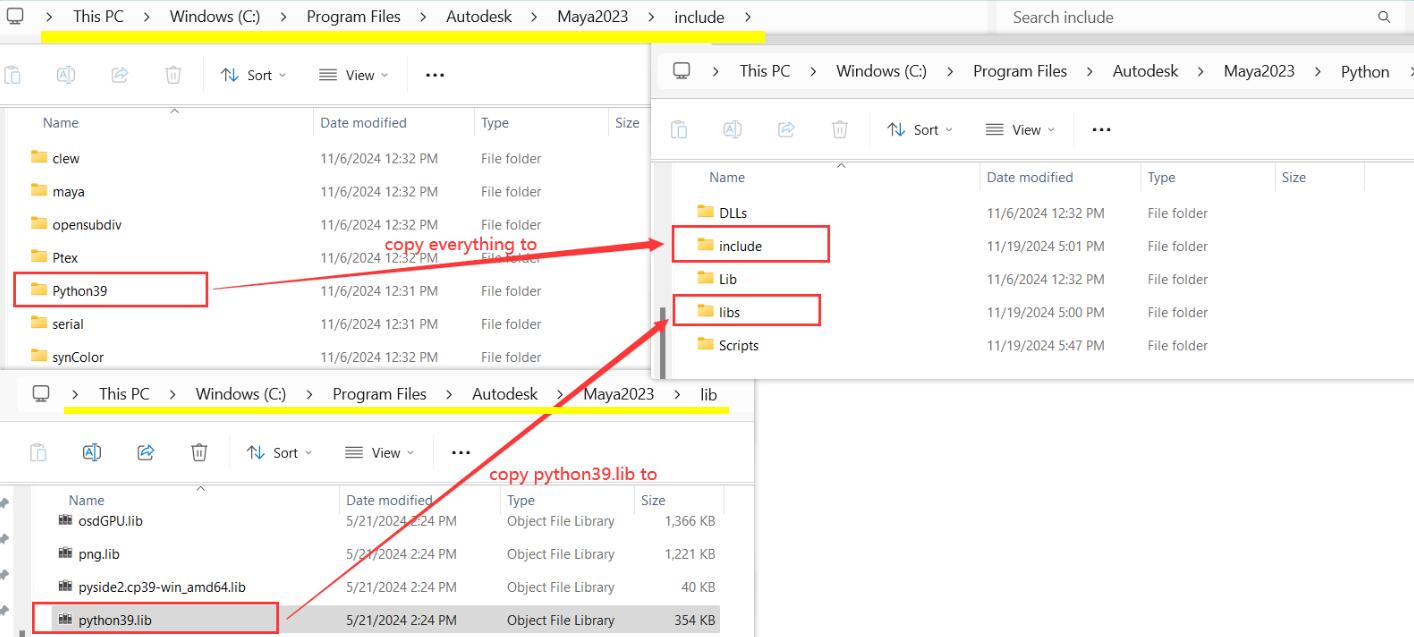 This PC > Windows (C:) > Program Files > Autodesk > Maya2023 > include >
Search include
Sort View ...
Name Date modified Type Size
clew 11/6/2024 12:32 PM File folder
maya 11/6/2024 12:32 PM File folder
opensubdiv 11/6/2024 12:32 PM File folder
copy everything to
Ptex 11/6/2024 12:32 PM File folder
Python39 11/6/2024 12:31 PM File folder
serial 11/6/2024 12:31 PM File folder
synColor 11/6/2024 12:32 PM File folder
This PC > Windows (C:) > Program Files > Autodesk > Maya2023 > Python >
Sort View ...
Name Date modified Type Size
DLLs 11/6/2024 12:32 PM File folder
include 11/19/2024 5:01 PM File folder
Lib 11/6/2024 12:32 PM File folder
libs 11/19/2024 5:00 PM File folder
Scripts 11/19/2024 5:47 PM File folder
This PC > Windows (C:) > Program Files > Autodesk > Maya2023 > lib
Sort View ...
copy python39.lib to
Name Date modified Type Size
osdGPU.lib 5/21/2024 2:24 PM Object File Library 1,366 KB
png.lib 5/21/2024 2:24 PM Object File Library 1,221 KB
pyside2.cp39-win_amd64.lib 5/21/2024 2:24 PM Object File Library 40 KB
python39.lib 5/21/2024 2:24 PM Object File Library 354 KB